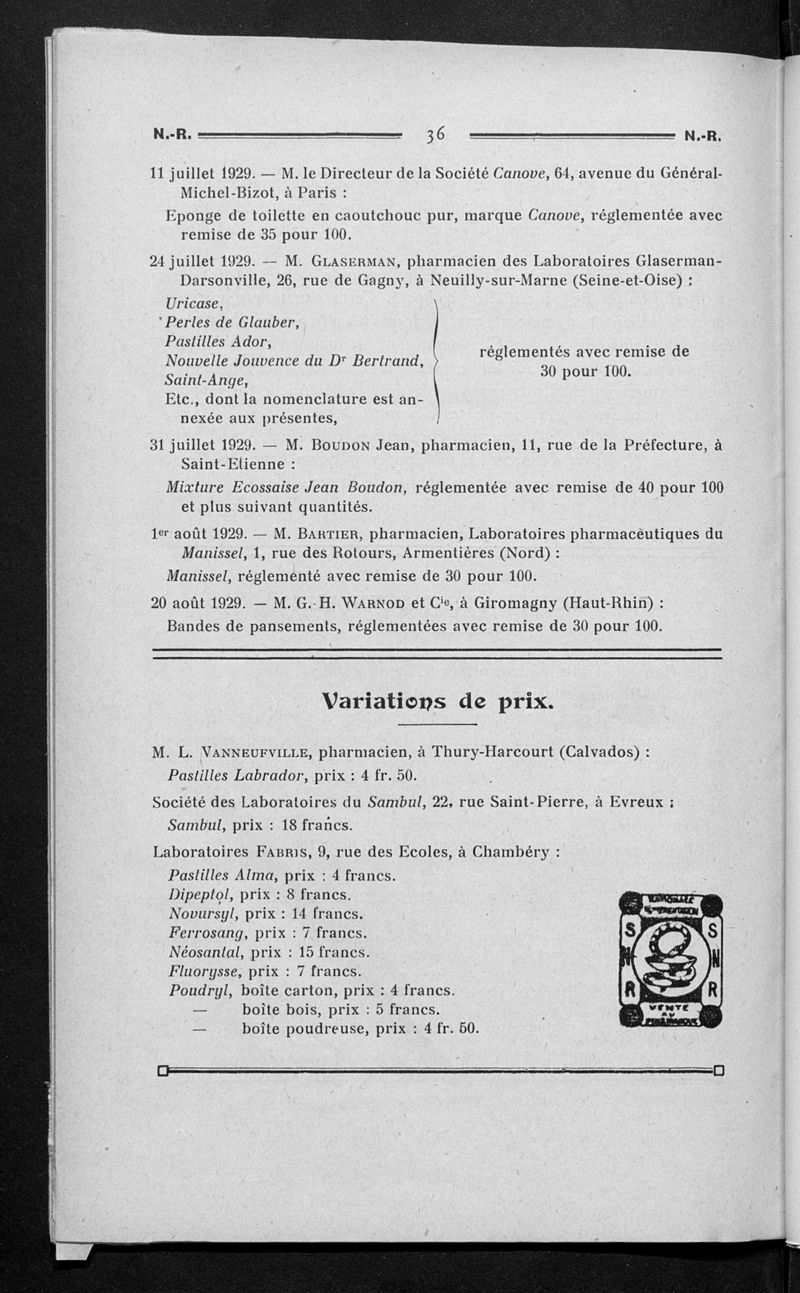 N.-R. 36 N.-R.
11 juillet 1929. — M. le Directeur de la Société Canove, 64, avenue du Général-
Michel-Bizot, à Paris :
Eponge de toilette en caoutchouc pur, marque Canove, réglementée avec
remise de 35 pour 100.
24 juillet 1929. — M. GLASERMAN, pharmacien des Laboratoires Glaserman-
Darsonville, 26, rue de Gagny, à Neuilly-sur-Marne (Seine-et-Oise) :
Uricase,
Perles de Glauber,
Pastilles Ador,
Nouvelle Jouvence du Dr Bertrand,
Saint-Ange,
Etc., dont la nomenclature est an-
nexée aux présentes,
réglementés avec remise de
30 pour 100.
31 juillet 1929. — M. BOUDON Jean, pharmacien, 11, rue de la Préfecture, à
Saint-Etienne :
Mixture Ecossaise Jean Boudon, réglementée avec remise de 40 pour 100
et plus suivant quantités.
1er août 1929. — M. BARTIER, pharmacien, Laboratoires pharmaceutiques du
Manissel, 1, rue des Rotours, Armentières (Nord) :
Manissel, réglementé avec remise de 30 pour 100.
20 août 1929. — M. G.-H. WARNOD et Cie, à Giromagny (Haut-Rhin) :
Bandes de pansements, réglementées avec remise de 30 pour 100.
Variations de prix.
M. L. VANNEUFVILLE, pharmacien, à Thury-Harcourt (Calvados) :
Pastilles Labrador, prix : 4 fr. 50.
Société des Laboratoires du Sambul, 22, rue Saint-Pierre, à Evreux :
Sambul, prix : 18 francs.
Laboratoires FABRIS, 9, rue des Ecoles, à Chambéry :
Pastilles Alma, prix : 4 francs.
Dipeptol, prix : 8 francs.
Novursyl, prix : 14 francs.
Ferrosang, prix : 7 francs.
Néosantal, prix : 15 francs.
Fluorysse, prix : 7 francs.
Poudryl, boîte carton, prix : 4 francs.
— boîte bois, prix : 5 francs.
— boîte poudreuse, prix : 4 fr. 50.
S S
N N
R R
VENTE
AU